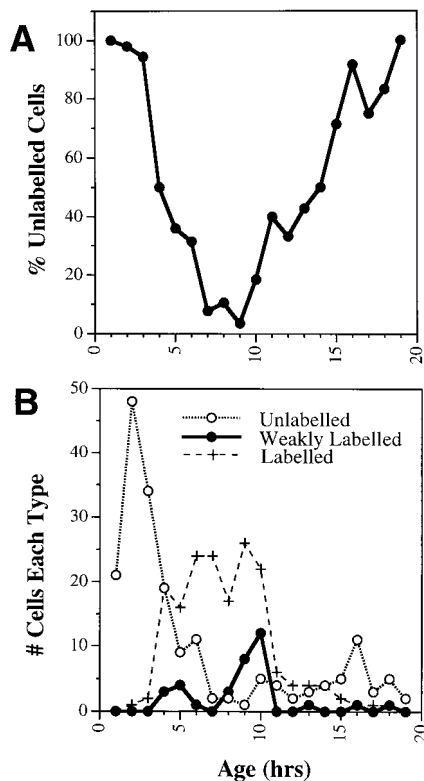 A
100
80
60
40
20
0
% Unlabelled Cells
0
5
10
15
20
B
50
40
30
20
10
0
# Cells Each Type
Unlabelled
Weakly Labelled
Labelled
0
5
10
15
20
Age (hrs)